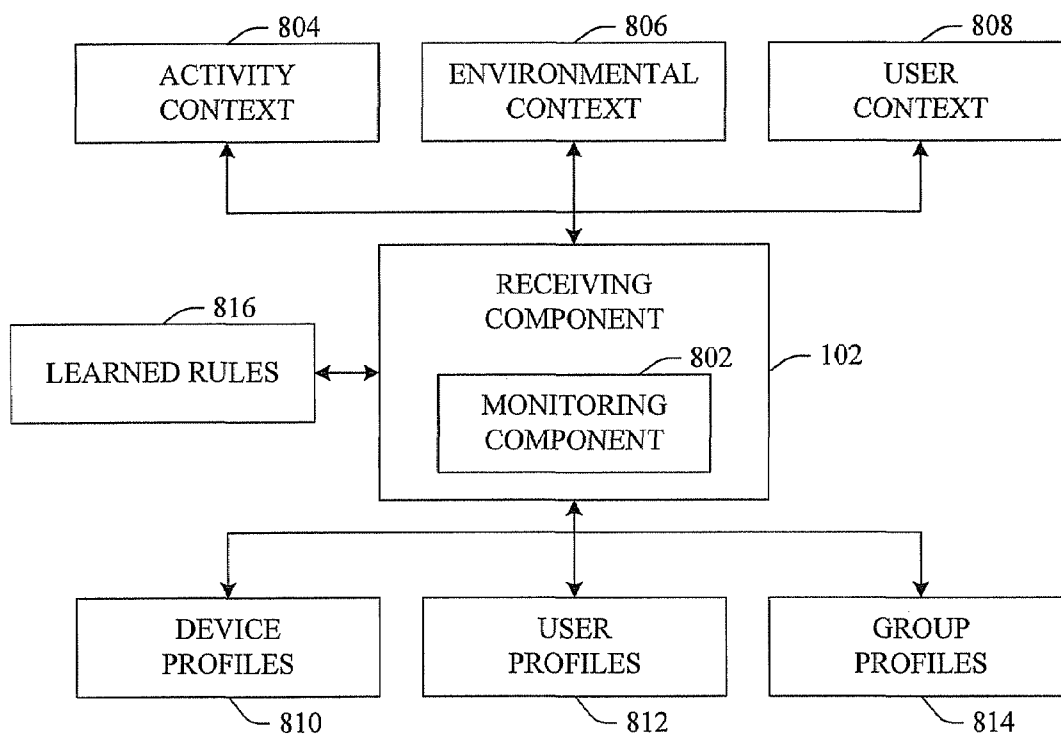 804
806
808
ACTIVITY
CONTEXT
ENVIRONMENTAL
CONTEXT
USER
CONTEXT
RECEIVING
COMPONENT
816
LEARNED RULES
802
102
MONITORING
COMPONENT
DEVICE
PROFILES
USER
PROFILES
GROUP
PROFILES
810
812
814